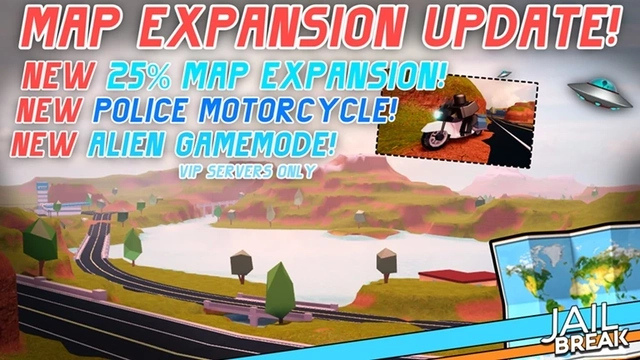 MAP EXPANSION UPDATE!
NEW 25% MAP EXPANSION!
NEW POLICE MOTORCYCLE!
NEW ALIEN GAMEMODE!
VIP SERVERS ONLY
JAIL
BREAK